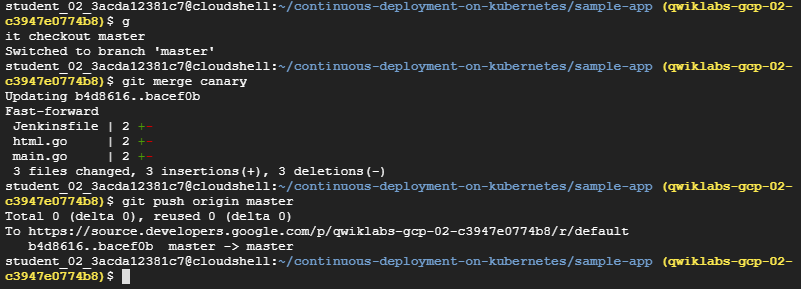 student_02_3acda12381c7@cloudshell:~/continuous-deployment-on-kubernetes/sample-app (qwiklabs-gcp-02-
c3947e0774b8)$ g
it checkout master
Switched to branch 'master'
student_02_3acda12381c7@cloudshell:~/continuous-deployment-on-kubernetes/sample-app (qwiklabs-gcp-02-
c3947e0774b8)$ git merge canary
Updating b4d8616..bacef0b
Fast-forward
 Jenkinsfile | 2 +-
 html.go     | 2 +-
 main.go     | 2 +-
 3 files changed, 3 insertions(+), 3 deletions(-)
student_02_3acda12381c7@cloudshell:~/continuous-deployment-on-kubernetes/sample-app (qwiklabs-gcp-02-
c3947e0774b8)$ git push origin master
Total 0 (delta 0), reused 0 (delta 0)
To https://source.developers.google.com/p/qwiklabs-gcp-02-c3947e0774b8/r/default
   b4d8616..bacef0b  master -> master
student_02_3acda12381c7@cloudshell:~/continuous-deployment-on-kubernetes/sample-app (qwiklabs-gcp-02-
c3947e0774b8)$